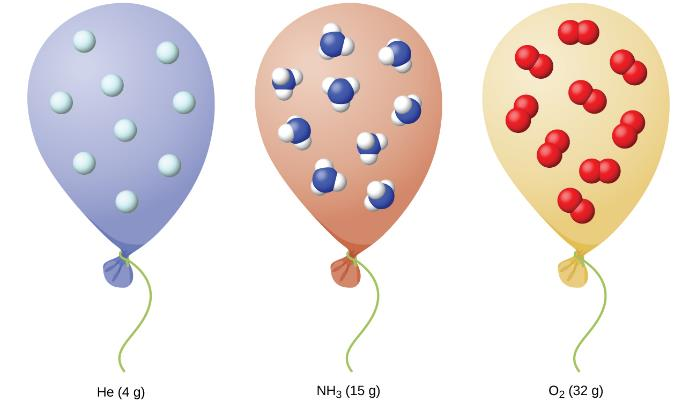 He (4 g)
NH₃ (15 g)
O₂ (32 g)